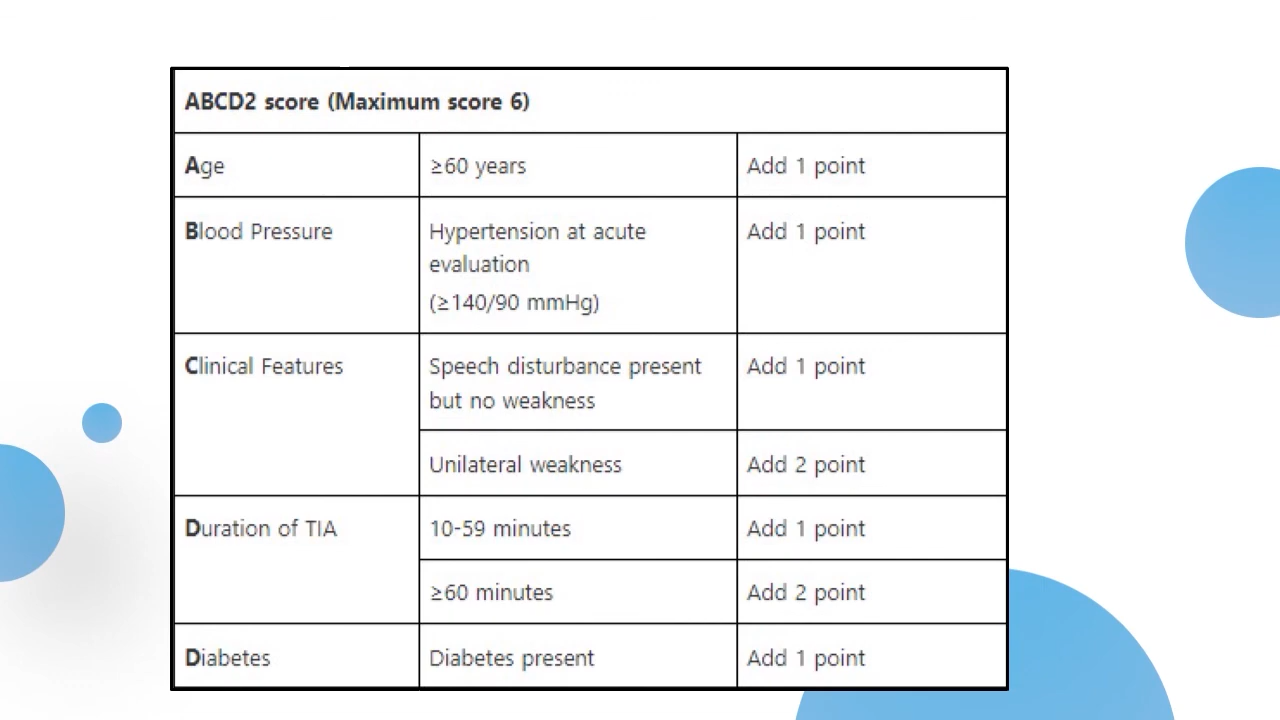 ABCD2 score (Maximum score 6)
Age ≥60 years Add 1 point
Blood Pressure Hypertension at acute Add 1 point
evaluation
(≥140/90 mmHg)
Clinical Features Speech disturbance present Add 1 point
but no weakness
Unilateral weakness Add 2 point
Duration of TIA 10-59 minutes Add 1 point
≥60 minutes Add 2 point
Diabetes Diabetes present Add 1 point